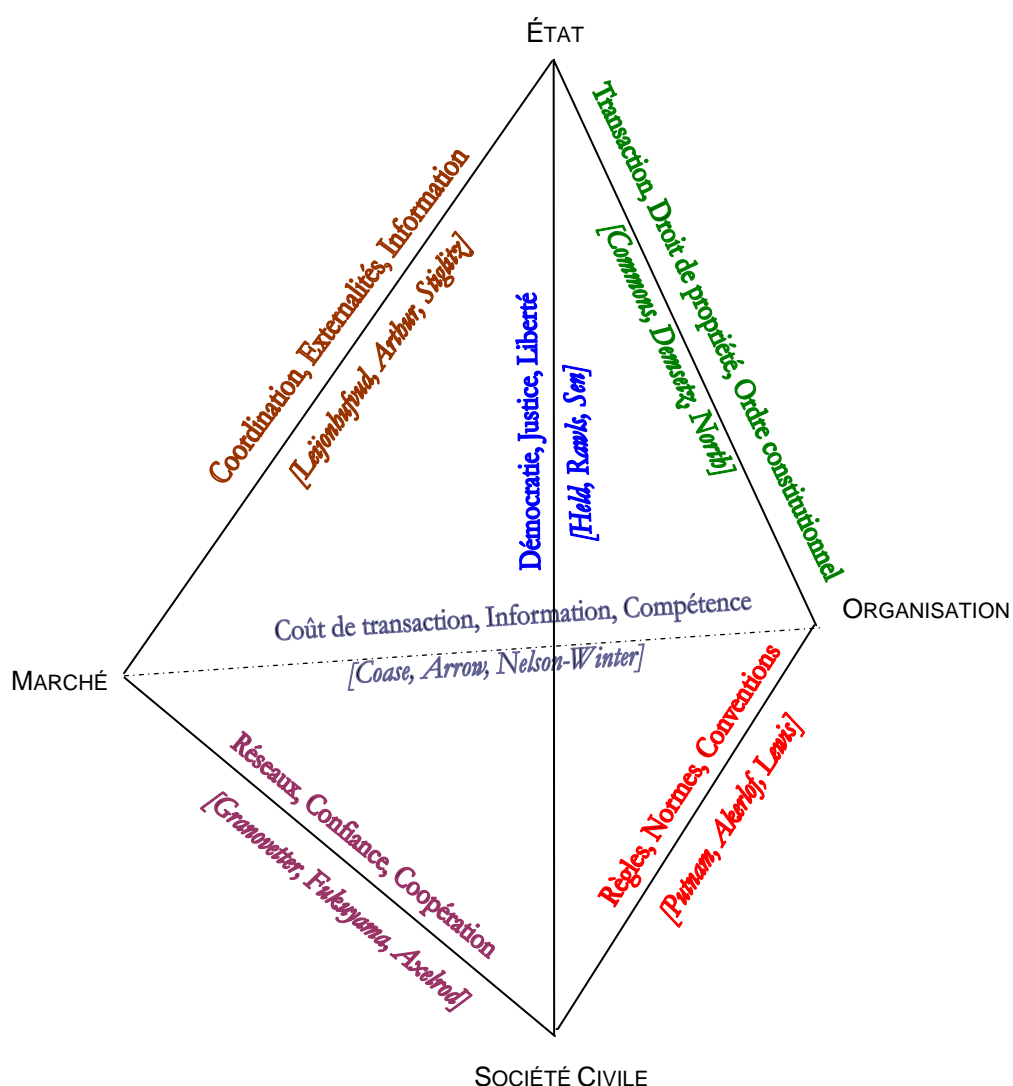 ÉTAT
Transaction, Droit de propriété, Ordre constitutionnel
[Commons, Demsetz, North]
Coordination, Externalités, Information
[Leijonhufvud, Arthur, Stiglitz]
Démocratie, Justice, Liberté
[Held, Rawls, Sen]
Coût de transaction, Information, Compétence
[Coase, Arrow, Nelson-Winter]
ORGANISATION
MARCHÉ
Réseaux, Confiance, Coopération
[Granovetter, Fukuyama, Axelrod]
Règles, Normes, Conventions
[Putnam, Akerlof, Lewis]
SOCIÉTÉ CIVILE